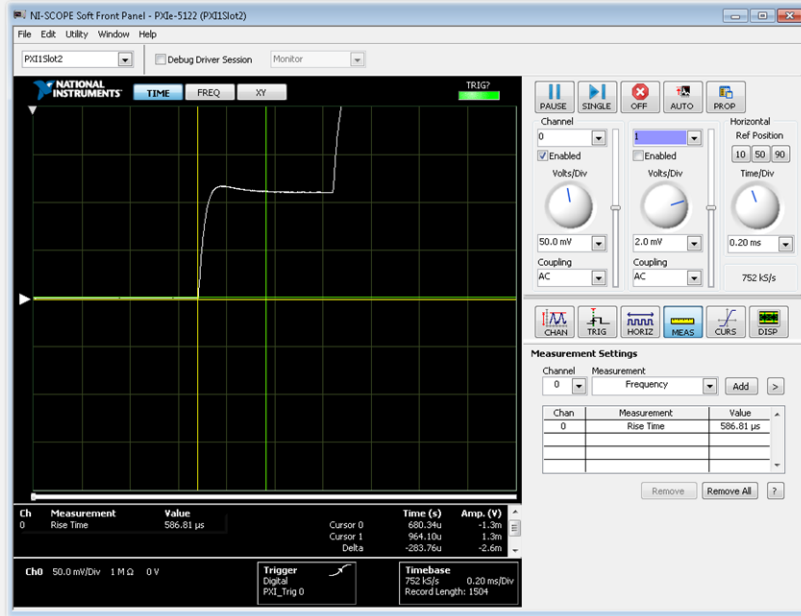 NI-SCOPE Soft Front Panel - PXIe-5122 (PXI1Slot2)
File Edit Utility Window Help
PXI1Slot2 Debug Driver Session Monitor
NATIONAL INSTRUMENTS TIME FREQ XY TRIG?
PAUSE SINGLE OFF AUTO PROP
Channel Horizontal
0 1 Ref Position
Enabled Enabled 10 50 90
Volts/Div Volts/Div Time/Div
50.0 mV 2.0 mV 0.20 ms
Coupling Coupling
AC AC 752 kS/s
CHAN TRIG HORIZ MEAS CURS DISP
Measurement Settings
Channel Measurement
0 Frequency Add >
Chan Measurement Value
0 Rise Time 586.81 µs
Remove Remove All ?
Ch Measurement Value Time (s) Amp. (V)
0 Rise Time 586.81 µs Cursor 0 680.34u -1.3m
Cursor 1 964.10u 1.3m
Delta -283.76u -2.6m
Ch0 50.0 mV/Div 1 M Ω 0 V
Trigger
Digital
PXI_Trig 0
Timebase
752 kS/s 0.20 ms/Div
Record Length: 1504